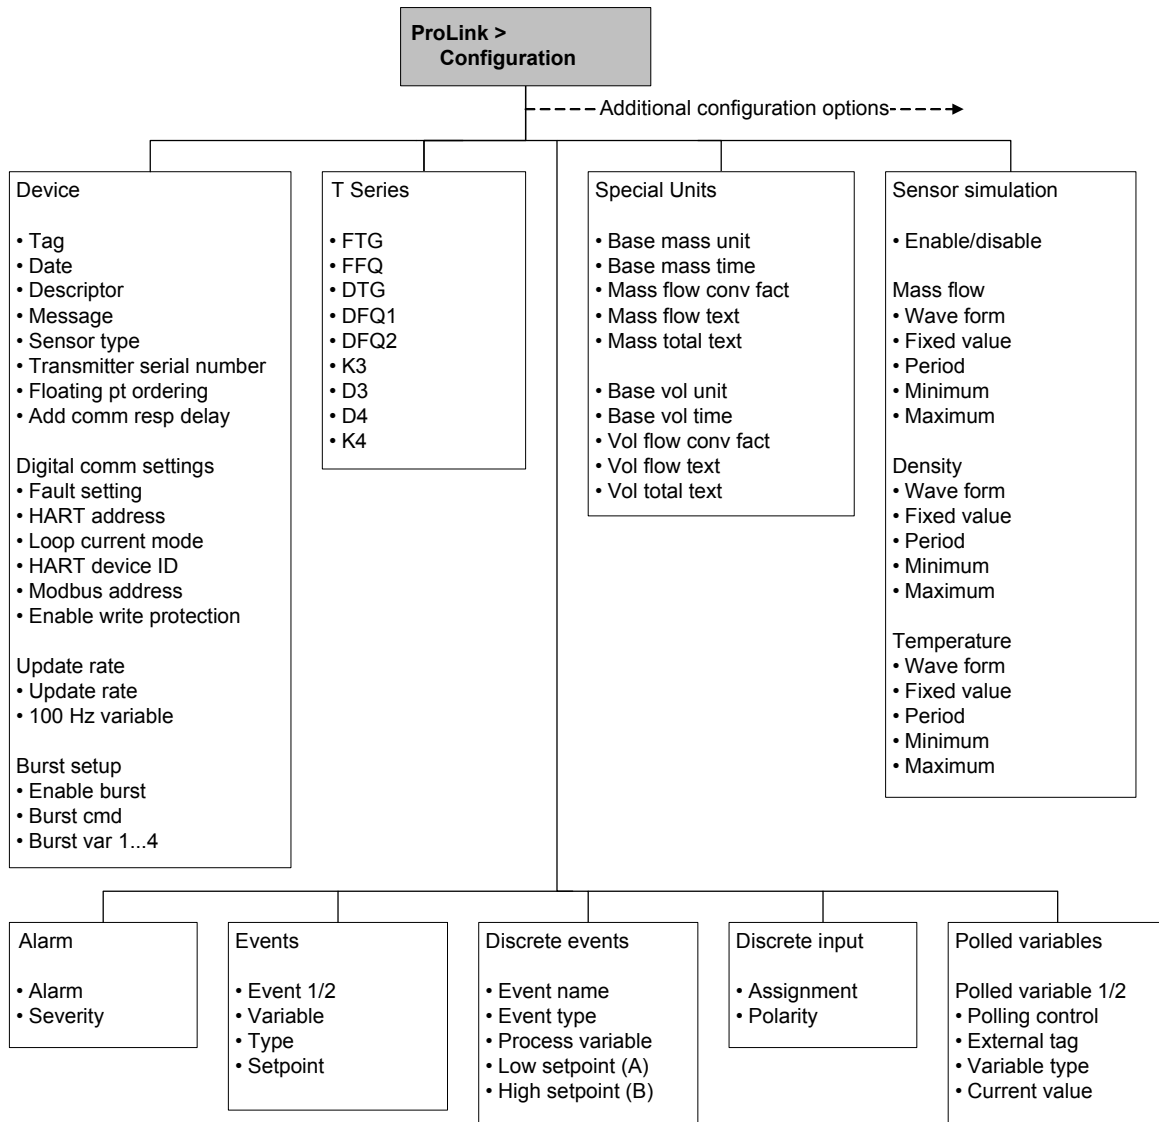 ProLink >
Configuration
Additional configuration options
Device
• Tag
• Date
• Descriptor
• Message
• Sensor type
• Transmitter serial number
• Floating pt ordering
• Add comm resp delay
Digital comm settings
• Fault setting
• HART address
• Loop current mode
• HART device ID
• Modbus address
• Enable write protection
Update rate
• Update rate
• 100 Hz variable
Burst setup
• Enable burst
• Burst cmd
• Burst var 1...4
T Series
• FTG
• FFQ
• DTG
• DFQ1
• DFQ2
• K3
• D3
• D4
• K4
Special Units
• Base mass unit
• Base mass time
• Mass flow conv fact
• Mass flow text
• Mass total text
• Base vol unit
• Base vol time
• Vol flow conv fact
• Vol flow text
• Vol total text
Sensor simulation
• Enable/disable
Mass flow
• Wave form
• Fixed value
• Period
• Minimum
• Maximum
Density
• Wave form
• Fixed value
• Period
• Minimum
• Maximum
Temperature
• Wave form
• Fixed value
• Period
• Minimum
• Maximum
Alarm
• Alarm
• Severity
Events
• Event 1/2
• Variable
• Type
• Setpoint
Discrete events
• Event name
• Event type
• Process variable
• Low setpoint (A)
• High setpoint (B)
Discrete input
• Assignment
• Polarity
Polled variables
Polled variable 1/2
• Polling control
• External tag
• Variable type
• Current value